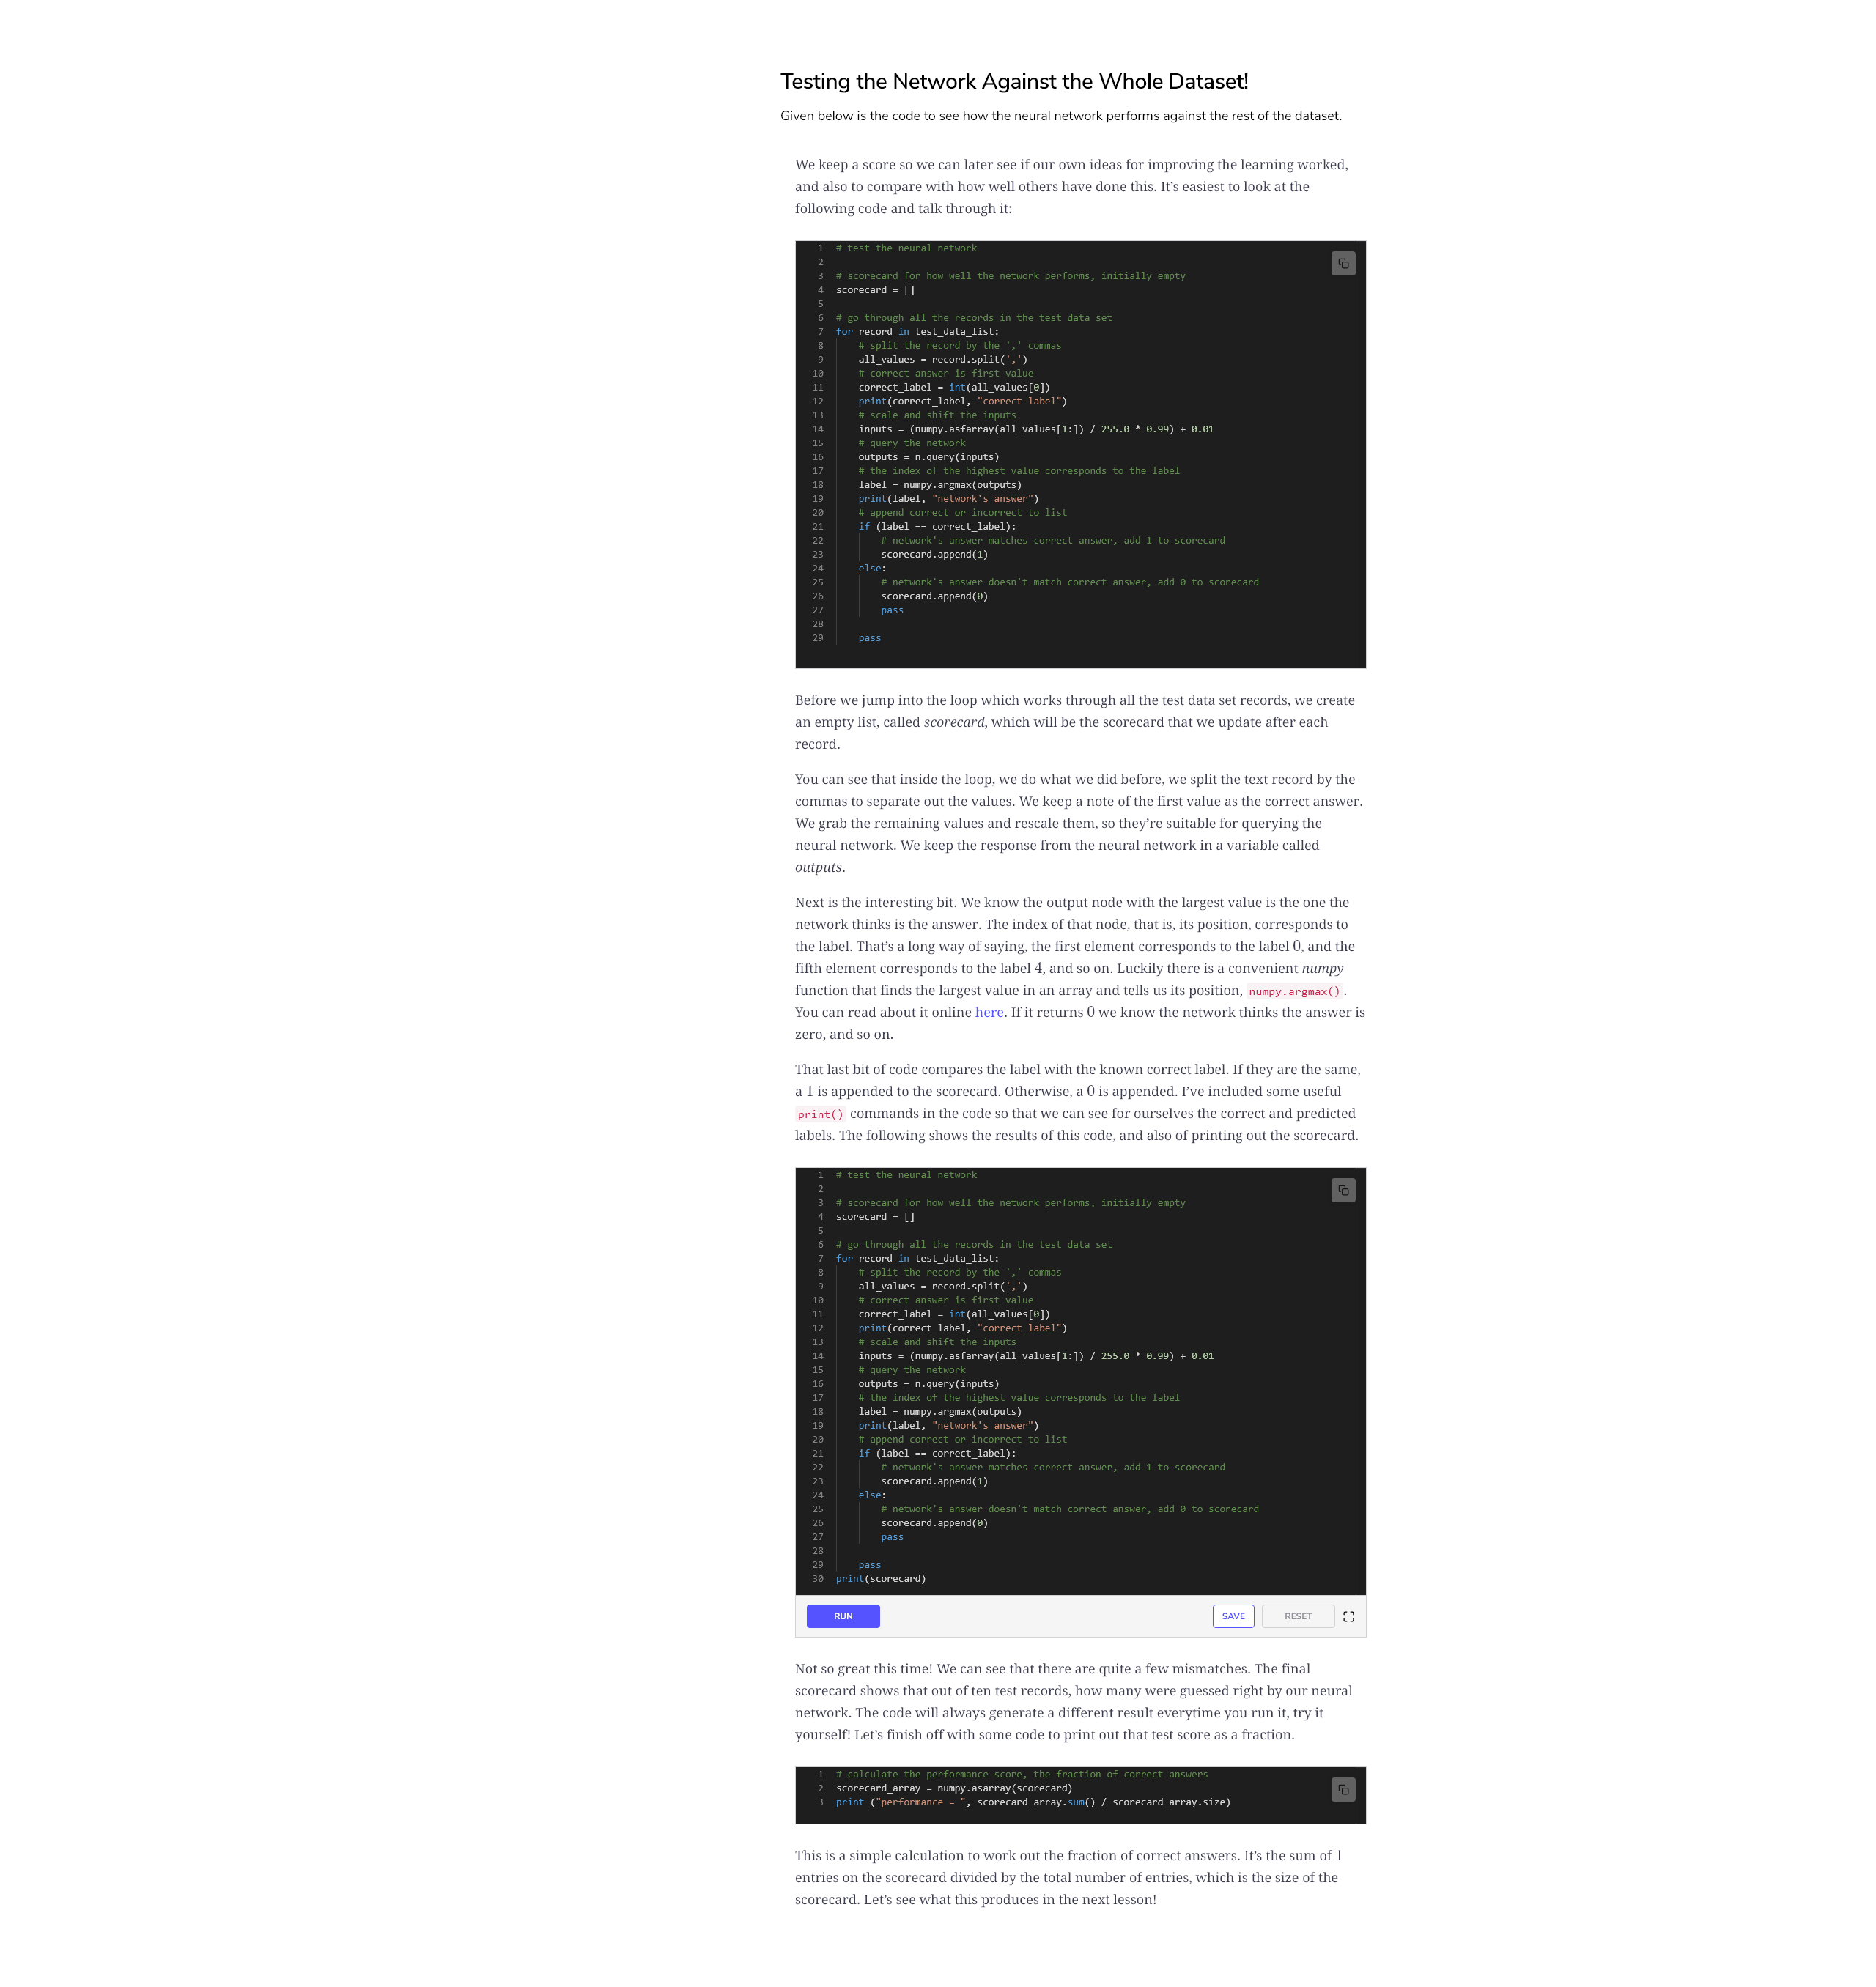 Testing the Network Against the Whole Dataset!
Given below is the code to see how the neural network performs against the rest of the dataset.
We keep a score so we can later see if our own ideas for improving the learning worked,
and also to compare with how well others have done this. It’s easiest to look at the
following code and talk through it:
1 # test the neural network
2
3 # scorecard for how well the network performs, initially empty
4 scorecard = []
5
6 # go through all the records in the test data set
7 for record in test_data_list:
8     # split the record by the ',' commas
9     all_values = record.split(',')
10     # correct answer is first value
11     correct_label = int(all_values[0])
12     print(correct_label, "correct label")
13     # scale and shift the inputs
14     inputs = (numpy.asfarray(all_values[1:]) / 255.0 * 0.99) + 0.01
15     # query the network
16     outputs = n.query(inputs)
17     # the index of the highest value corresponds to the label
18     label = numpy.argmax(outputs)
19     print(label, "network's answer")
20     # append correct or incorrect to list
21     if (label == correct_label):
22         # network's answer matches correct answer, add 1 to scorecard
23         scorecard.append(1)
24     else:
25         # network's answer doesn't match correct answer, add 0 to scorecard
26         scorecard.append(0)
27         pass
28
29     pass
Before we jump into the loop which works through all the test data set records, we create
an empty list, called scorecard, which will be the scorecard that we update after each
record.
You can see that inside the loop, we do what we did before, we split the text record by the
commas to separate out the values. We keep a note of the first value as the correct answer.
We grab the remaining values and rescale them, so they’re suitable for querying the
neural network. We keep the response from the neural network in a variable called
outputs.
Next is the interesting bit. We know the output node with the largest value is the one the
network thinks is the answer. The index of that node, that is, its position, corresponds to
the label. That’s a long way of saying, the first element corresponds to the label 0, and the
fifth element corresponds to the label 4, and so on. Luckily there is a convenient numpy
function that finds the largest value in an array and tells us its position, numpy.argmax() .
You can read about it online here. If it returns 0 we know the network thinks the answer is
zero, and so on.
That last bit of code compares the label with the known correct label. If they are the same,
a 1 is appended to the scorecard. Otherwise, a 0 is appended. I’ve included some useful
print() commands in the code so that we can see for ourselves the correct and predicted
labels. The following shows the results of this code, and also of printing out the scorecard.
1 # test the neural network
2
3 # scorecard for how well the network performs, initially empty
4 scorecard = []
5
6 # go through all the records in the test data set
7 for record in test_data_list:
8     # split the record by the ',' commas
9     all_values = record.split(',')
10     # correct answer is first value
11     correct_label = int(all_values[0])
12     print(correct_label, "correct label")
13     # scale and shift the inputs
14     inputs = (numpy.asfarray(all_values[1:]) / 255.0 * 0.99) + 0.01
15     # query the network
16     outputs = n.query(inputs)
17     # the index of the highest value corresponds to the label
18     label = numpy.argmax(outputs)
19     print(label, "network's answer")
20     # append correct or incorrect to list
21     if (label == correct_label):
22         # network's answer matches correct answer, add 1 to scorecard
23         scorecard.append(1)
24     else:
25         # network's answer doesn't match correct answer, add 0 to scorecard
26         scorecard.append(0)
27         pass
28
29     pass
30 print(scorecard)
RUN SAVE RESET
Not so great this time! We can see that there are quite a few mismatches. The final
scorecard shows that out of ten test records, how many were guessed right by our neural
network. The code will always generate a different result everytime you run it, try it
yourself! Let’s finish off with some code to print out that test score as a fraction.
1 # calculate the performance score, the fraction of correct answers
2 scorecard_array = numpy.asarray(scorecard)
3 print ("performance = ", scorecard_array.sum() / scorecard_array.size)
This is a simple calculation to work out the fraction of correct answers. It’s the sum of 1
entries on the scorecard divided by the total number of entries, which is the size of the
scorecard. Let’s see what this produces in the next lesson!